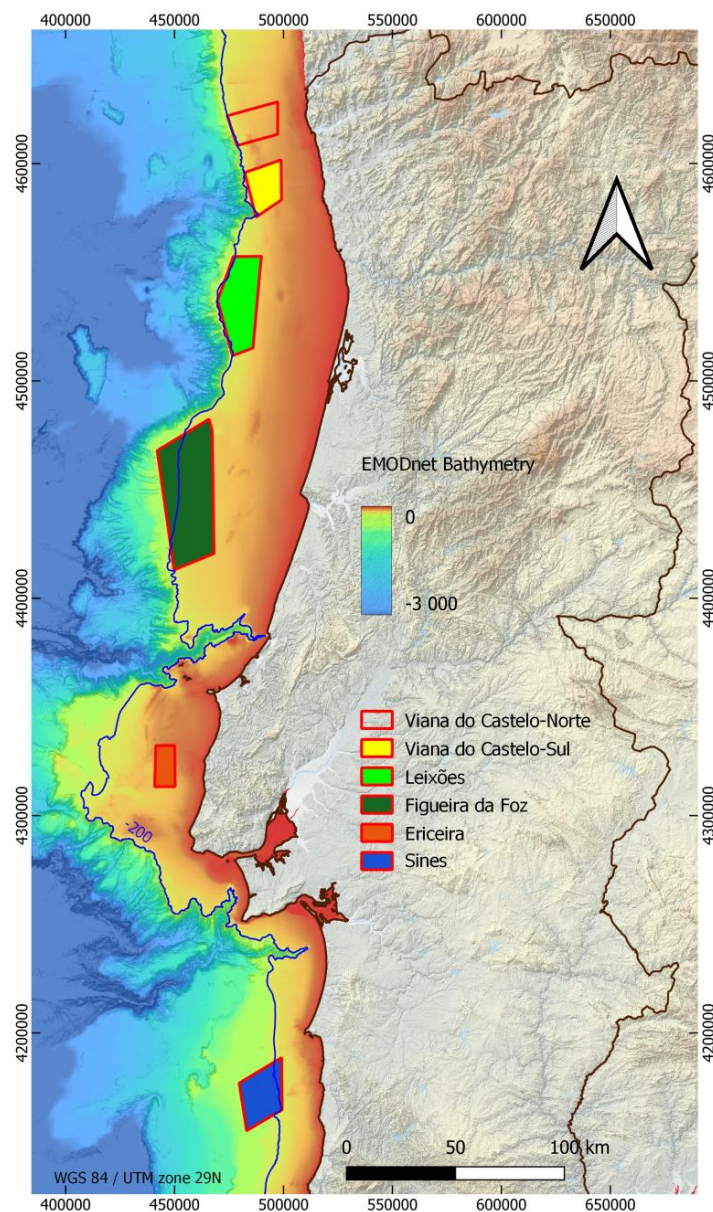 400000 450000 500000 550000 600000 650000
4600000 4600000
4500000 4500000
EMODnet Bathymetry
0
-3 000
4400000 4400000
Viana do Castelo-Norte
Viana do Castelo-Sul
Leixões
Figueira da Foz
Ericeira
Sines
4300000 4300000
-200
4200000 4200000
0 50 100 km
WGS 84 / UTM zone 29N
400000 450000 500000 550000 600000 650000